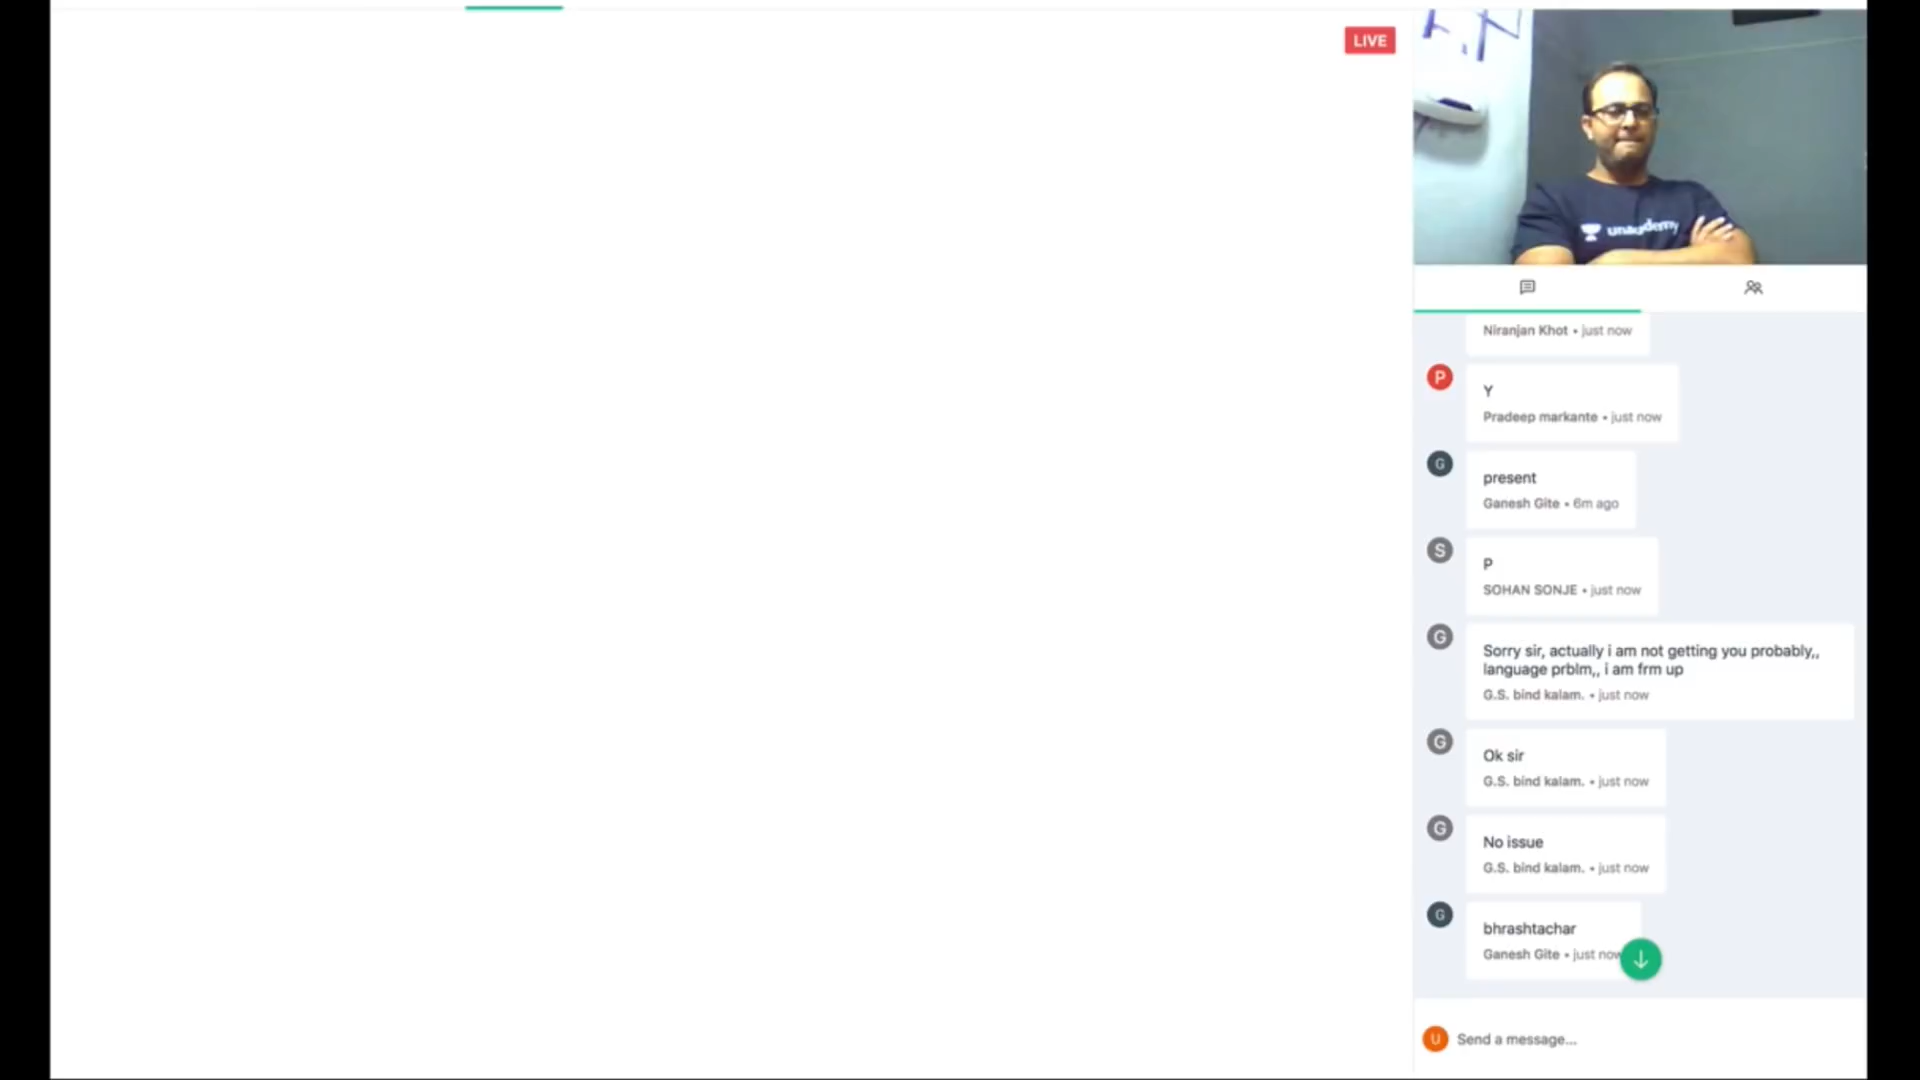 LIVE
unacademy
Niranjan Khot • just now
P
Y
Pradeep markante • just now
G
present
Ganesh Gite • 6m ago
S
P
SOHAN SONJE • just now
G
Sorry sir, actually i am not getting you probably,,
language prblm,, i am frm up
G.S. bind kalam. • just now
G
Ok sir
G.S. bind kalam. • just now
G
No issue
G.S. bind kalam. • just now
G
bhrashtachar
Ganesh Gite • just now
U
Send a message...